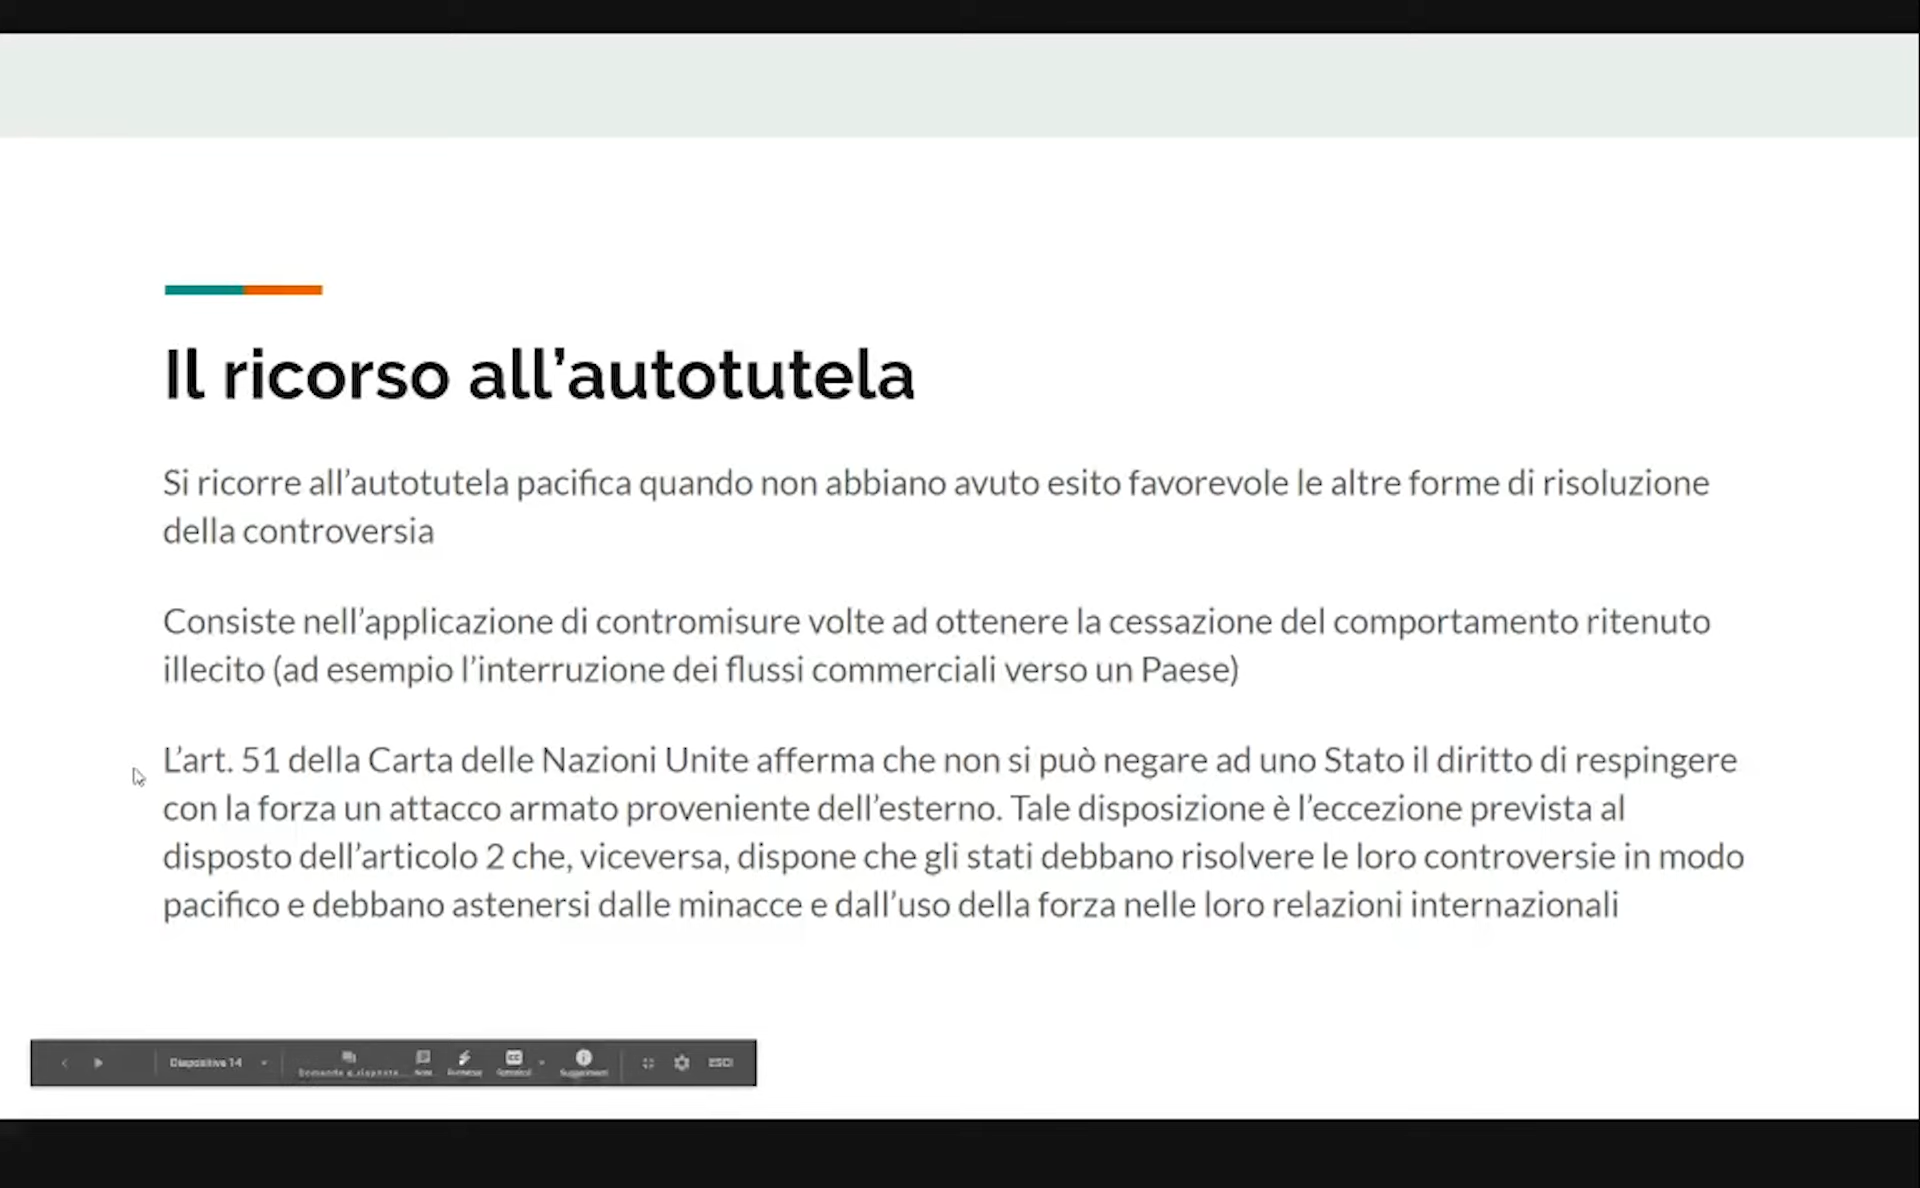 Il ricorso all’autotutela
Si ricorre all’autotutela pacifica quando non abbiano avuto esito favorevole le altre forme di risoluzione
della controversia
Consiste nell’applicazione di contromisure volte ad ottenere la cessazione del comportamento ritenuto
illecito (ad esempio l’interruzione dei flussi commerciali verso un Paese)
L’art. 51 della Carta delle Nazioni Unite afferma che non si può negare ad uno Stato il diritto di respingere
con la forza un attacco armato proveniente dell’esterno. Tale disposizione è l’eccezione prevista al
disposto dell’articolo 2 che, viceversa, dispone che gli stati debbano risolvere le loro controversie in modo
pacifico e debbano astenersi dalle minacce e dall’uso della forza nelle loro relazioni internazionali
Diapositiva 14
Domande e risposte
Note
ESCI